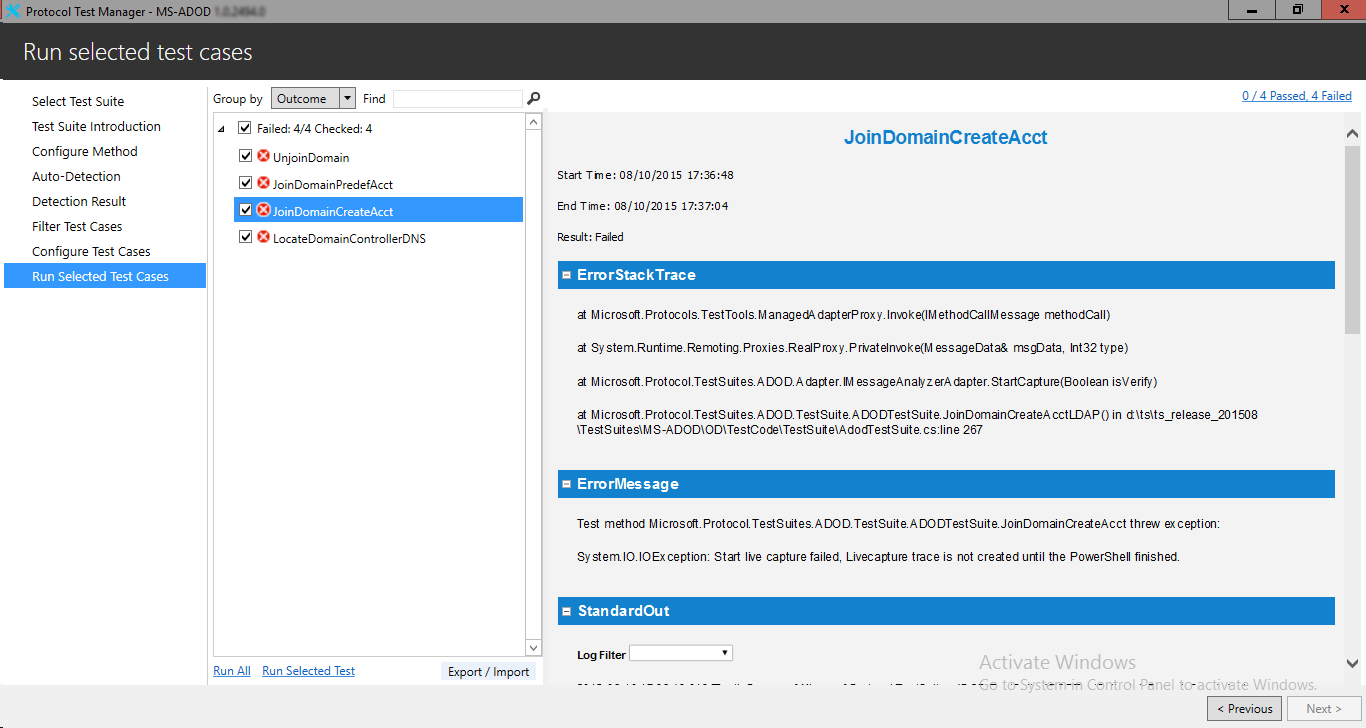 Protocol Test Manager - MS-ADOD
Run selected test cases
Select Test Suite
Test Suite Introduction
Configure Method
Auto-Detection
Detection Result
Filter Test Cases
Configure Test Cases
Run Selected Test Cases
Group by Outcome Find
Failed: 4/4 Checked: 4
UnjoinDomain
JoinDomainPredefAcct
JoinDomainCreateAcct
LocateDomainControllerDNS
Run All Run Selected Test Export / Import
0 / 4 Passed, 4 Failed
JoinDomainCreateAcct
Start Time: 08/10/2015 17:36:48
End Time: 08/10/2015 17:37:04
Result: Failed
ErrorStackTrace
at Microsoft.Protocols.TestTools.ManagedAdapterProxy.Invoke(IMethodCallMessage methodCall)
at System.Runtime.Remoting.Proxies.RealProxy.PrivateInvoke(MessageData& msgData, Int32 type)
at Microsoft.Protocol.TestSuites.ADOD.Adapter.IMessageAnalyzerAdapter.StartCapture(Boolean isVerify)
at Microsoft.Protocol.TestSuites.ADOD.TestSuite.ADODTestSuite.JoinDomainCreateAcctLDAP() in d:\ts\ts_release_201508
\TestSuites\MS-ADOD\OD\TestCode\TestSuite\AdodTestSuite.cs:line 267
ErrorMessage
Test method Microsoft.Protocol.TestSuites.ADOD.TestSuite.ADODTestSuite.JoinDomainCreateAcct threw exception:
System.IO.IOException: Start live capture failed, Livecapture trace is not created until the PowerShell finished.
StandardOut
Log Filter
Activate Windows
Go to System in Control Panel to activate Windows.
< Previous Next >